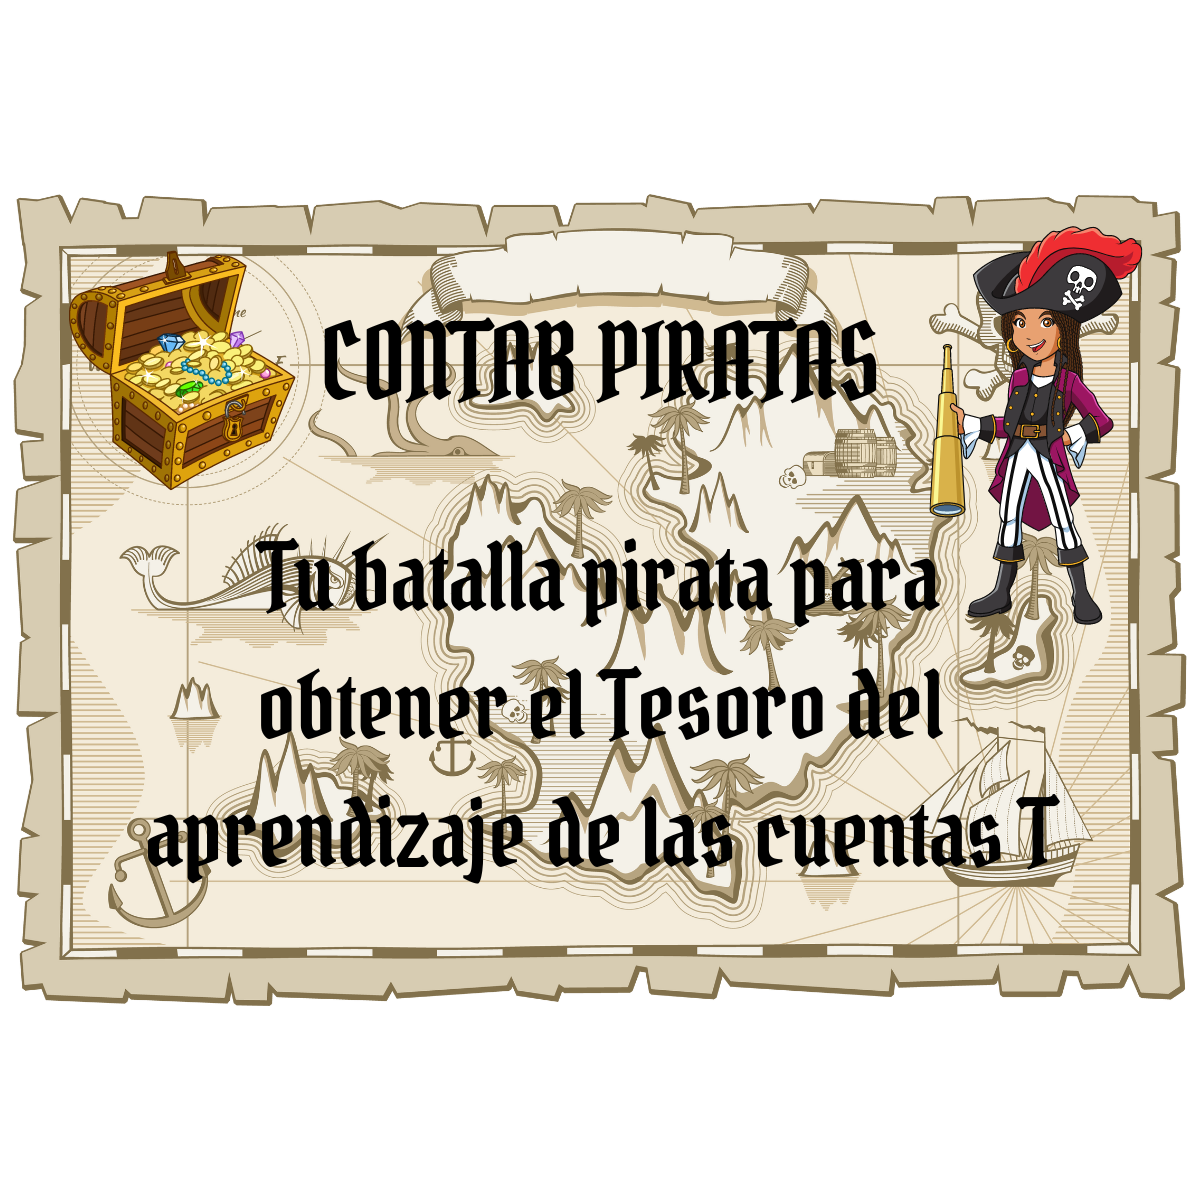 CONTAB PIRATAS
Tu batalla pirata para
obtener el Tesoro del
aprendizaje de las cuentas T